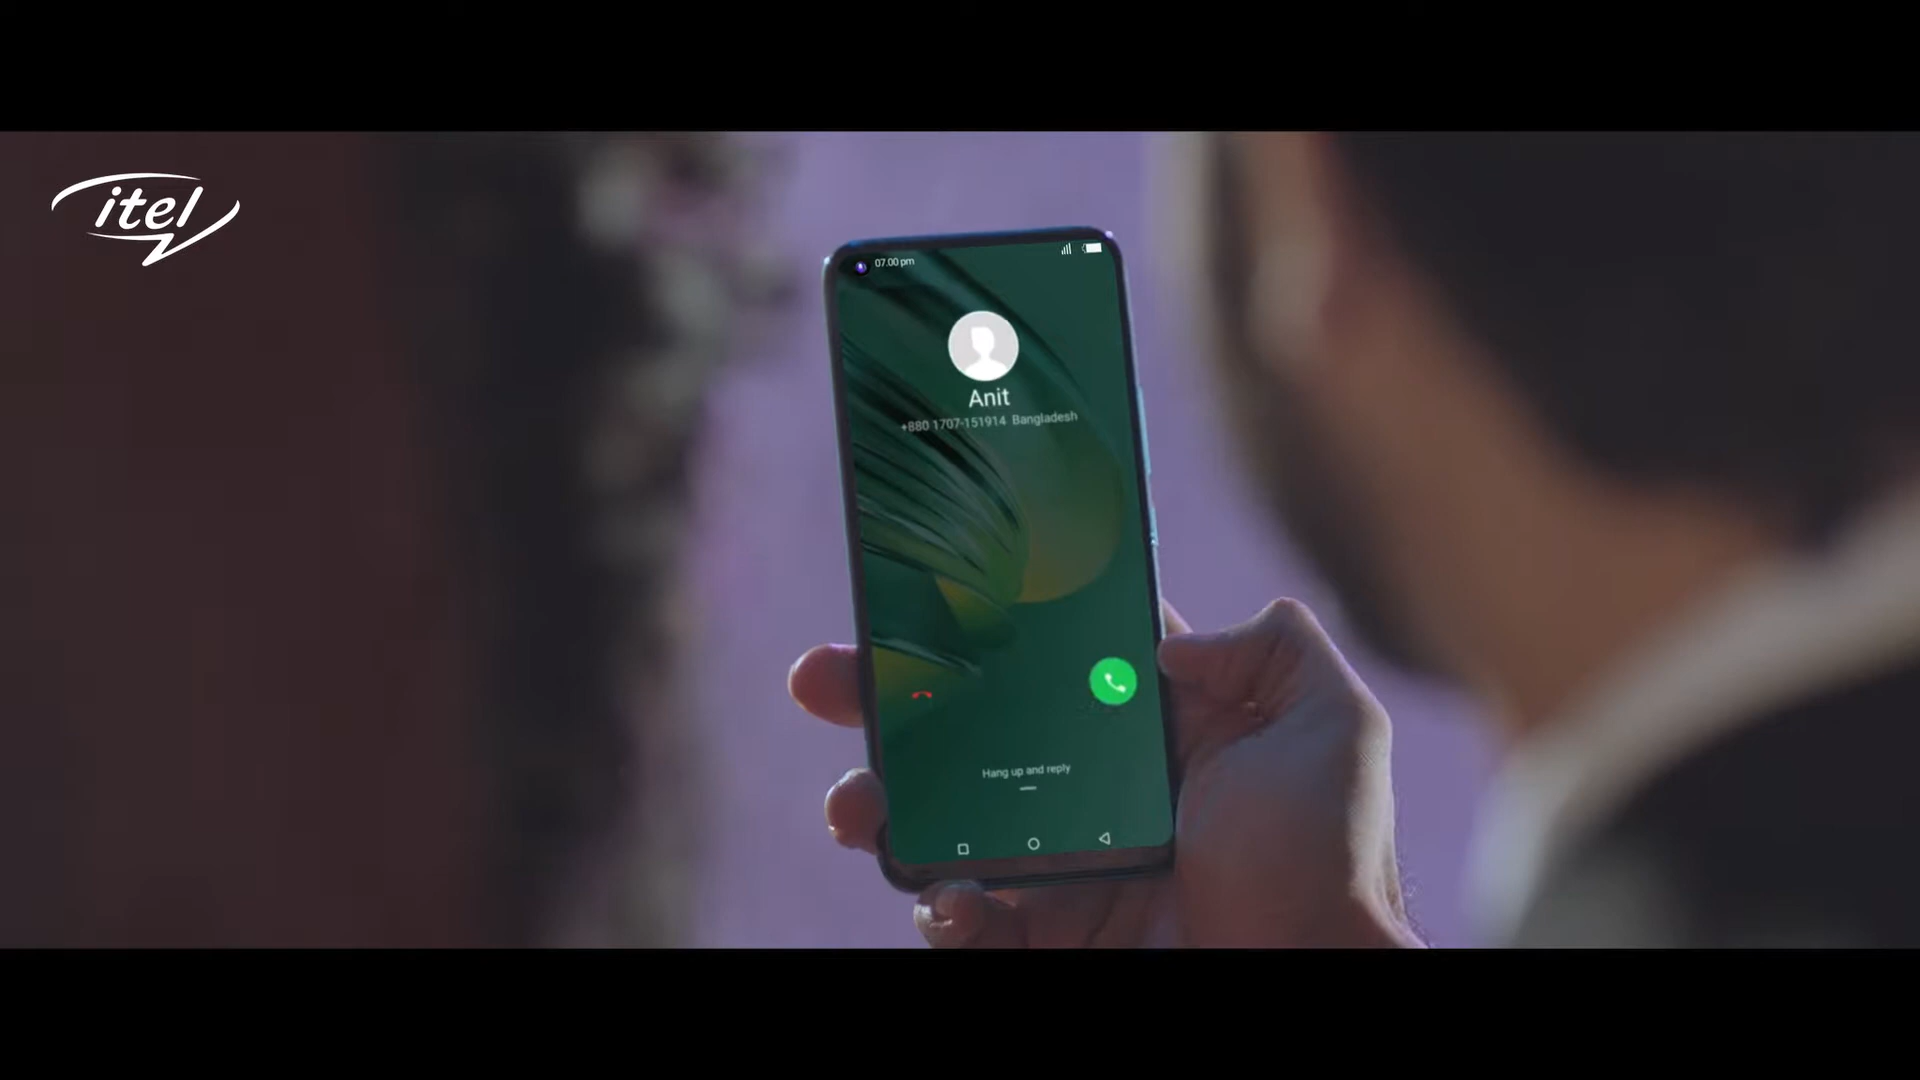 itel
07.00 pm
Anit
+880 1707-151914 Bangladesh
Hang up and reply